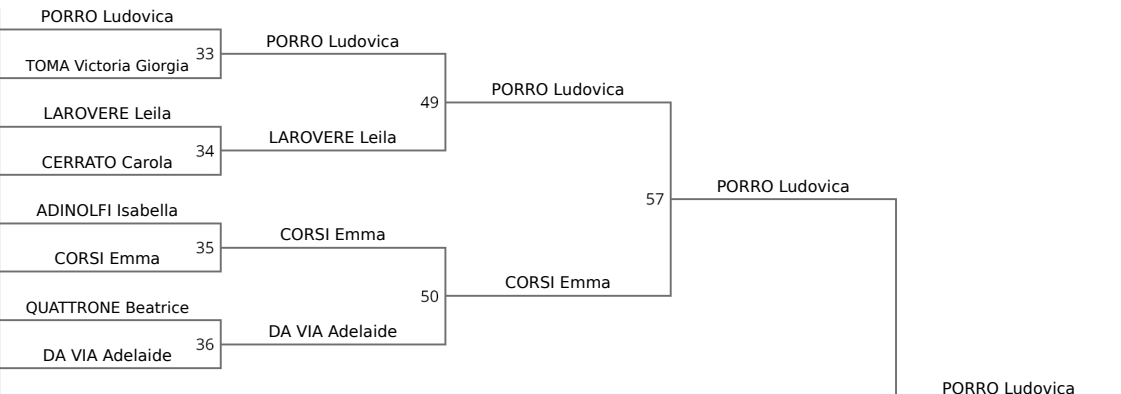 PORRO Ludovica
33
TOMA Victoria Giorgia
PORRO Ludovica
LAROVERE Leila
34
CERRATO Carola
LAROVERE Leila
49
PORRO Ludovica
ADINOLFI Isabella
35
CORSI Emma
CORSI Emma
QUATTRONE Beatrice
36
DA VIA Adelaide
DA VIA Adelaide
50
CORSI Emma
57
PORRO Ludovica
PORRO Ludovica